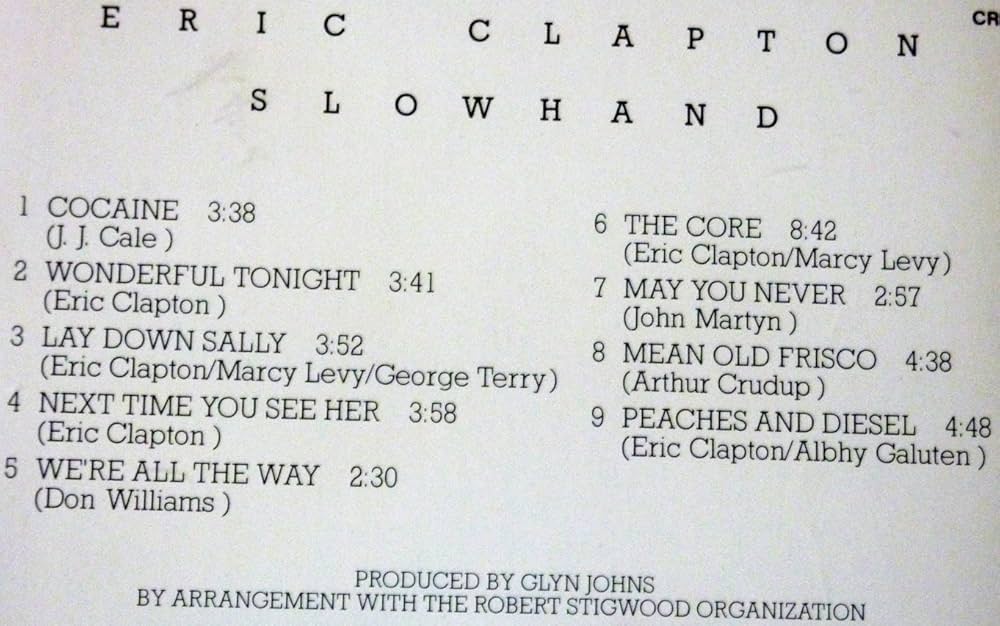 ERIC CLAPTON
CR
SLOWHAND
1 COCAINE 3:38
(J. J. Cale )
2 WONDERFUL TONIGHT 3:41
(Eric Clapton )
3 LAY DOWN SALLY 3:52
(Eric Clapton/Marcy Levy/George Terry)
4 NEXT TIME YOU SEE HER 3:58
(Eric Clapton )
5 WE'RE ALL THE WAY 2:30
(Don Williams )
6 THE CORE 8:42
(Eric Clapton/Marcy Levy)
7 MAY YOU NEVER 2:57
(John Martyn )
8 MEAN OLD FRISCO 4:38
(Arthur Crudup )
9 PEACHES AND DIESEL 4:48
(Eric Clapton/Albhy Galuten )
PRODUCED BY GLYN JOHNS
BY ARRANGEMENT WITH THE ROBERT STIGWOOD ORGANIZATION